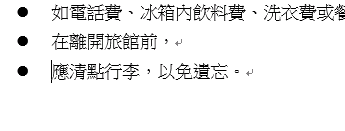 ● 如電話費、冰箱內飲料費、洗衣費或
● 在離開旅館前，
● 應清點行李，以免遺忘。